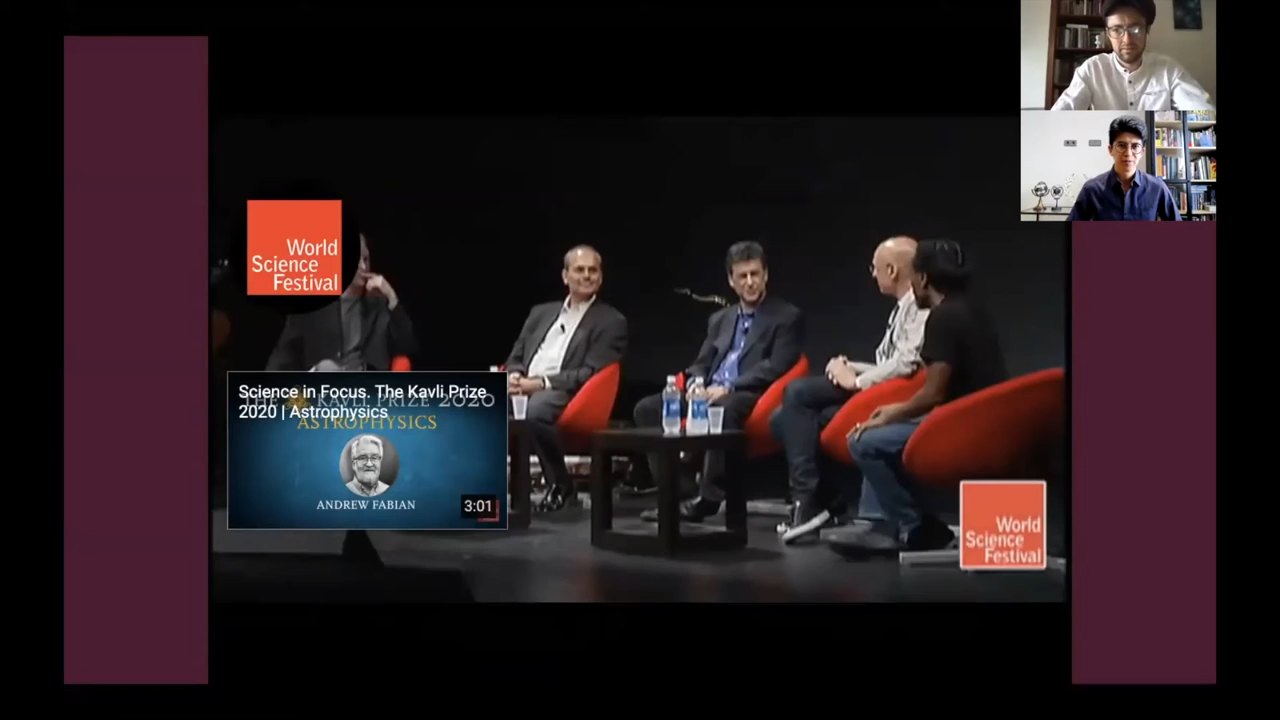 World
Science
Festival
Science in Focus. The Kavli Prize
2020 | Astrophysics
THE KAVLI PRIZE 2020
ASTROPHYSICS
ANDREW FABIAN
3:01
World
Science
Festival